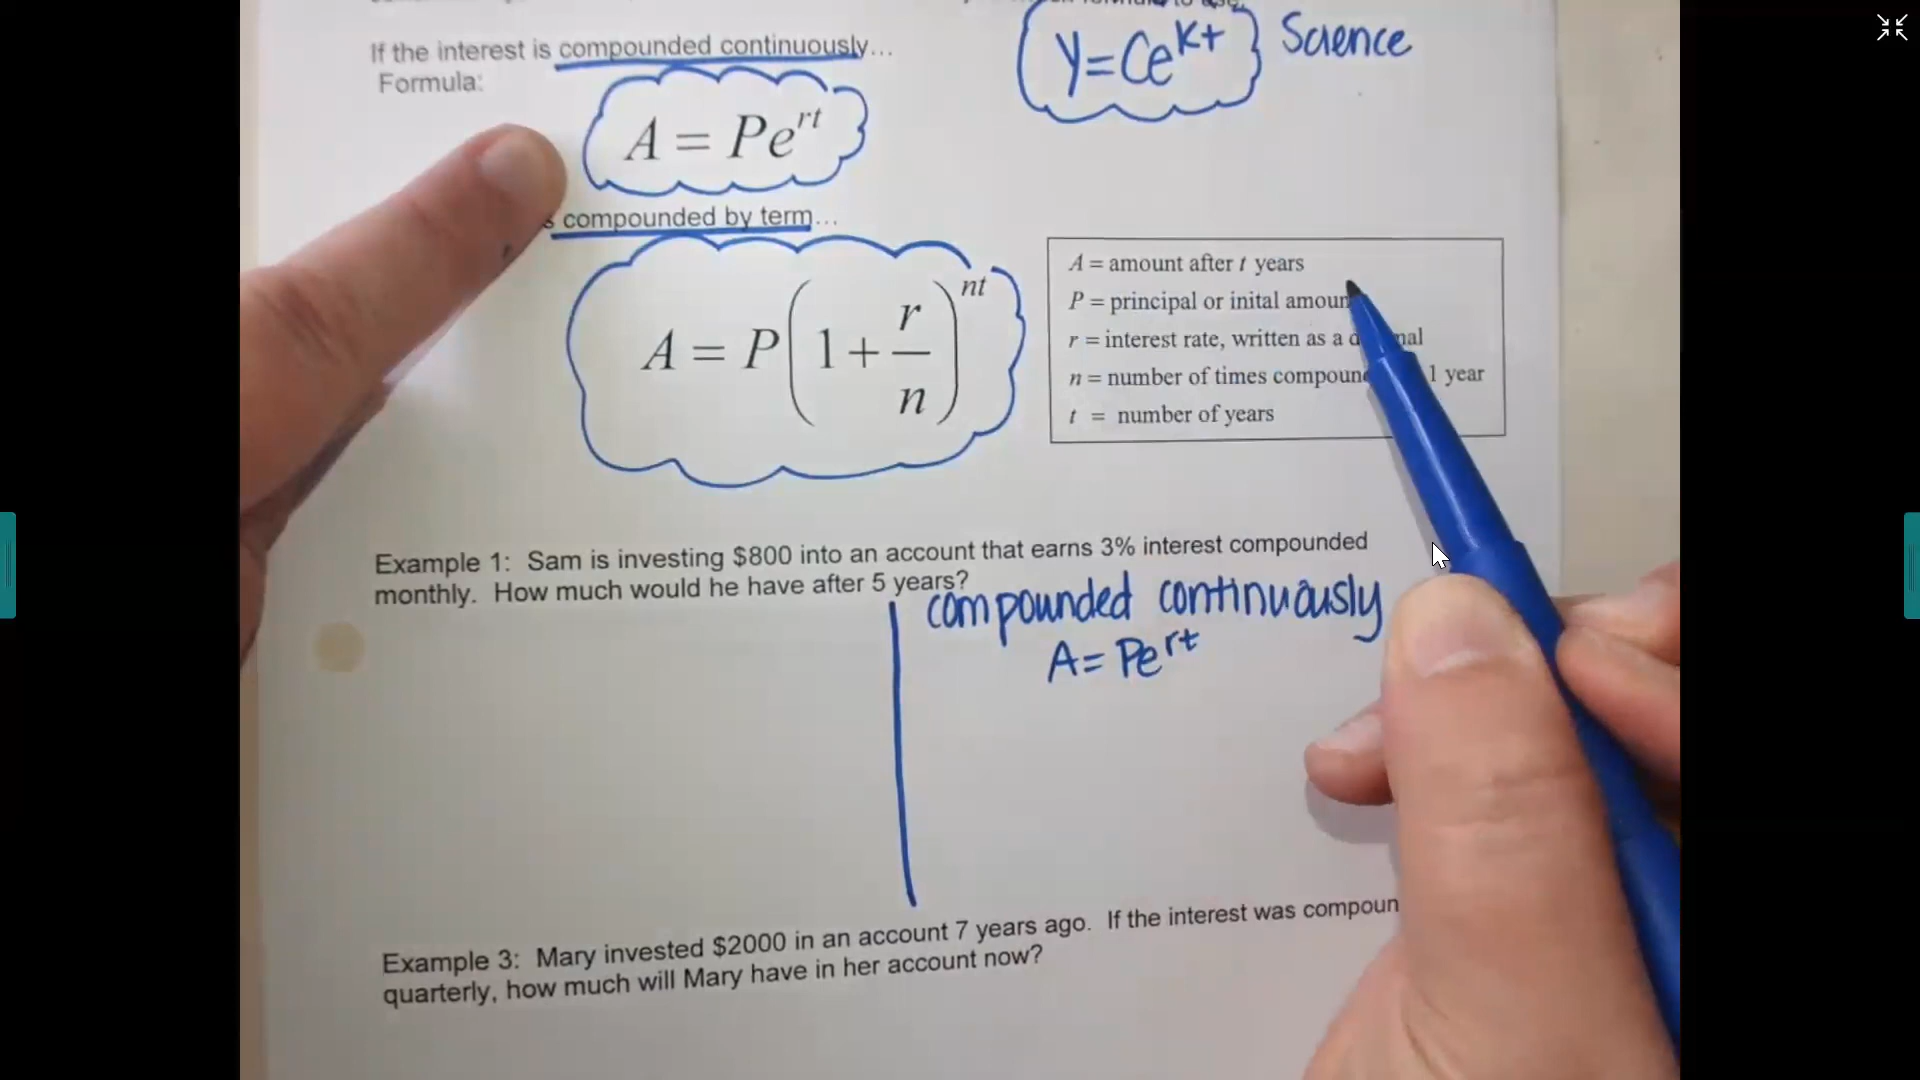 If the interest is compounded continuously...
Formula:
A = Pe^rt
y=Ce^kt Science
compounded by term...
A = P(1 + r/n)^nt
A = amount after t years
P = principal or inital
r = interest rate, written as a
n = number of times 1 year
t = number of years
Example 1: Sam is investing $800 into an account that earns 3% interest compounded
monthly. How much would he have after 5 years?
compounded continuously
A = Pe^rt
Example 3: Mary invested $2000 in an account 7 years ago. If the interest was
quarterly, how much will Mary have in her account now?